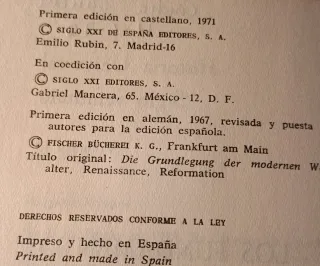 Primera edición en castellano, 1971
© SIGLO XXI DE ESPAÑA EDITORES, S. A.
Emilio Rubín, 7. Madrid-16
En coedición con
© SIGLO XXI EDITORES, S. A.
Gabriel Mancera, 65. México - 12, D. F.
Primera edición en alemán, 1967, revisada y puesta
autores para la edición española.
© FISCHER BÜCHEREI K. G., Frankfurt am Main
Título original: Die Grundlegung der modernen W
alter, Renaissance, Reformation
DERECHOS RESERVADOS CONFORME A LA LEY
Impreso y hecho en España
Printed and made in Spain